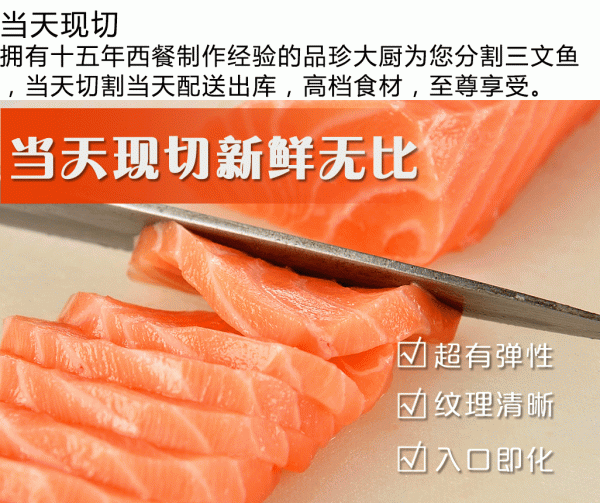 当天现切
拥有十五年西餐制作经验的品珍大厨为您分割三文鱼
，当天切割当天配送出库，高档食材，至尊享受。
当天现切新鲜无比
超有弹性
纹理清晰
入口即化